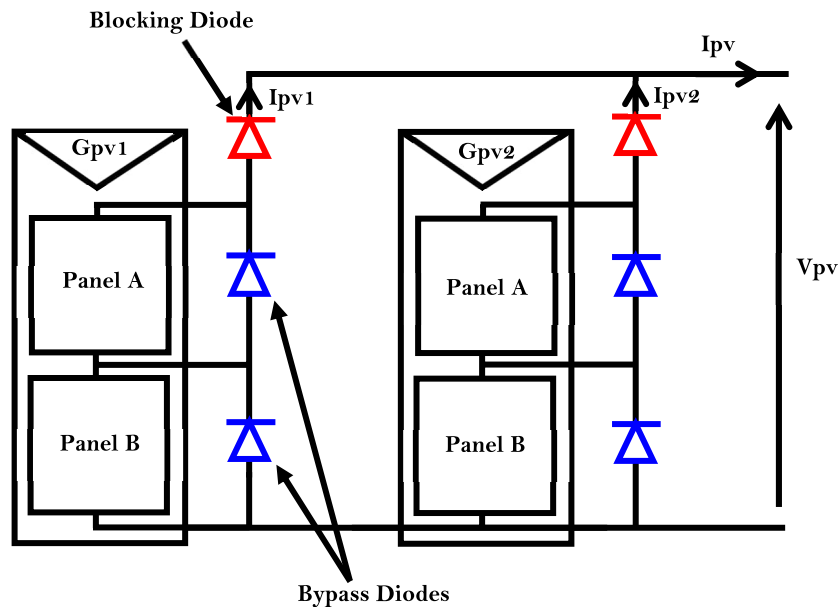 Blocking Diode
Ipv
Ipv1
Ipv2
Gpv1
Gpv2
Vpv
Panel A
Panel A
Panel B
Panel B
Bypass Diodes